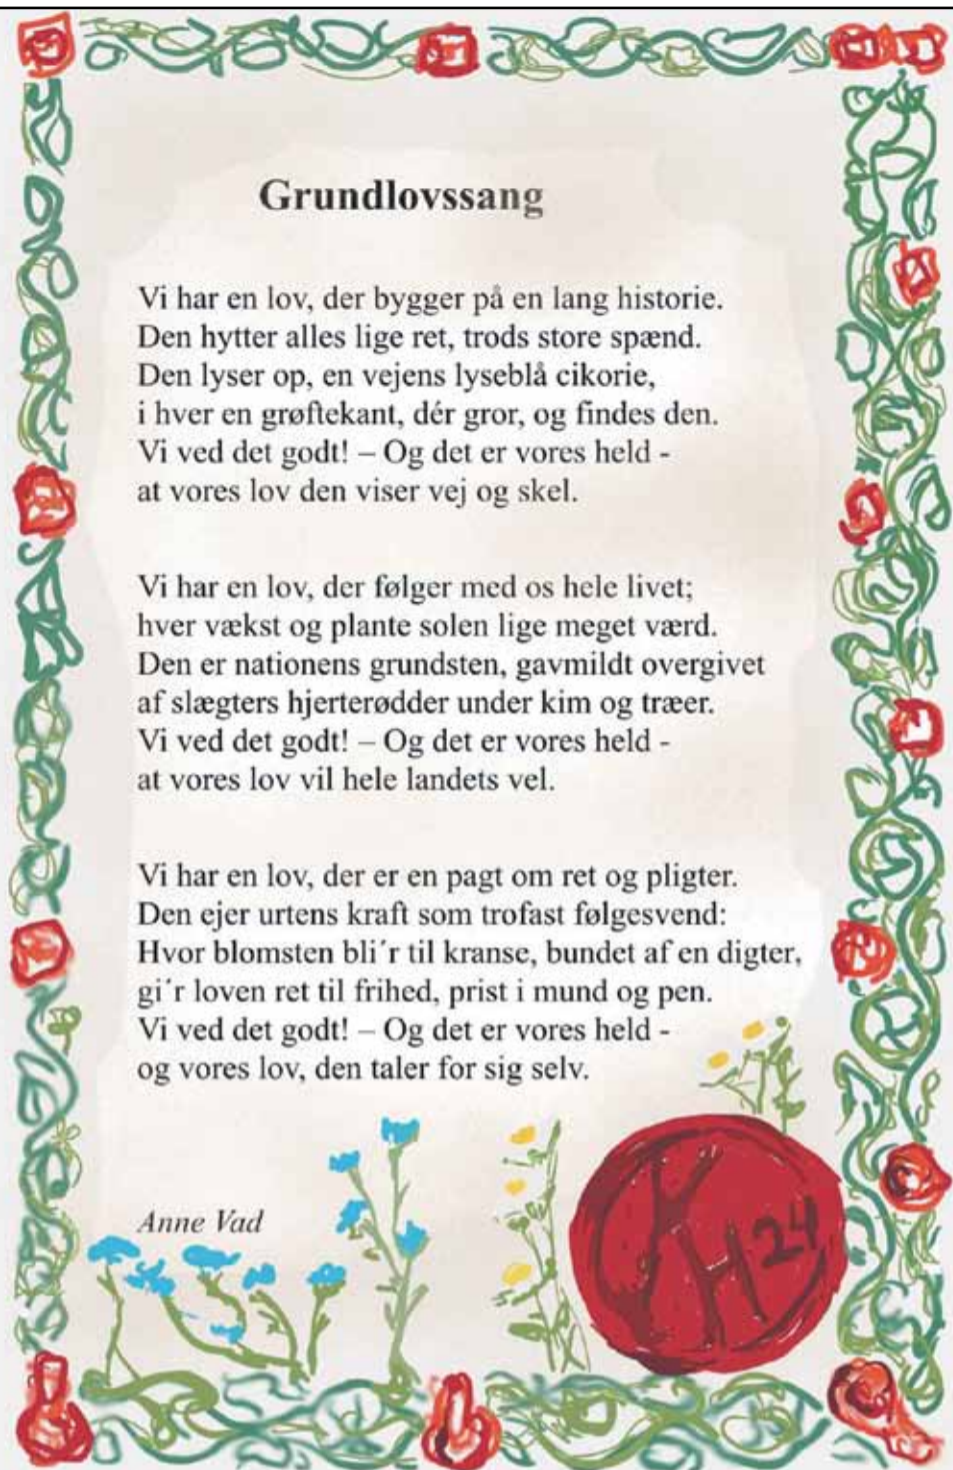 Grundlovssang
Vi har en lov, der bygger på en lang historie.
Den hytter alles lige ret, trods store spænd.
Den lyser op, en vejens lyseblå cikorie,
i hver en grøftekant, dér gror, og findes den.
Vi ved det godt! – Og det er vores held -
at vores lov den viser vej og skel.
Vi har en lov, der følger med os hele livet;
hver vækst og plante solen lige meget værd.
Den er nationens grundsten, gavmildt overgivet
af slægters hjerterødder under kim og træer.
Vi ved det godt! – Og det er vores held -
at vores lov vil hele landets vel.
Vi har en lov, der er en pagt om ret og pligter.
Den ejer urtens kraft som trofast følgesvend:
Hvor blomsten bli´r til kranse, bundet af en digter,
gi´r loven ret til frihed, prist i mund og pen.
Vi ved det godt! – Og det er vores held -
og vores lov, den taler for sig selv.
Anne Vad
KH24